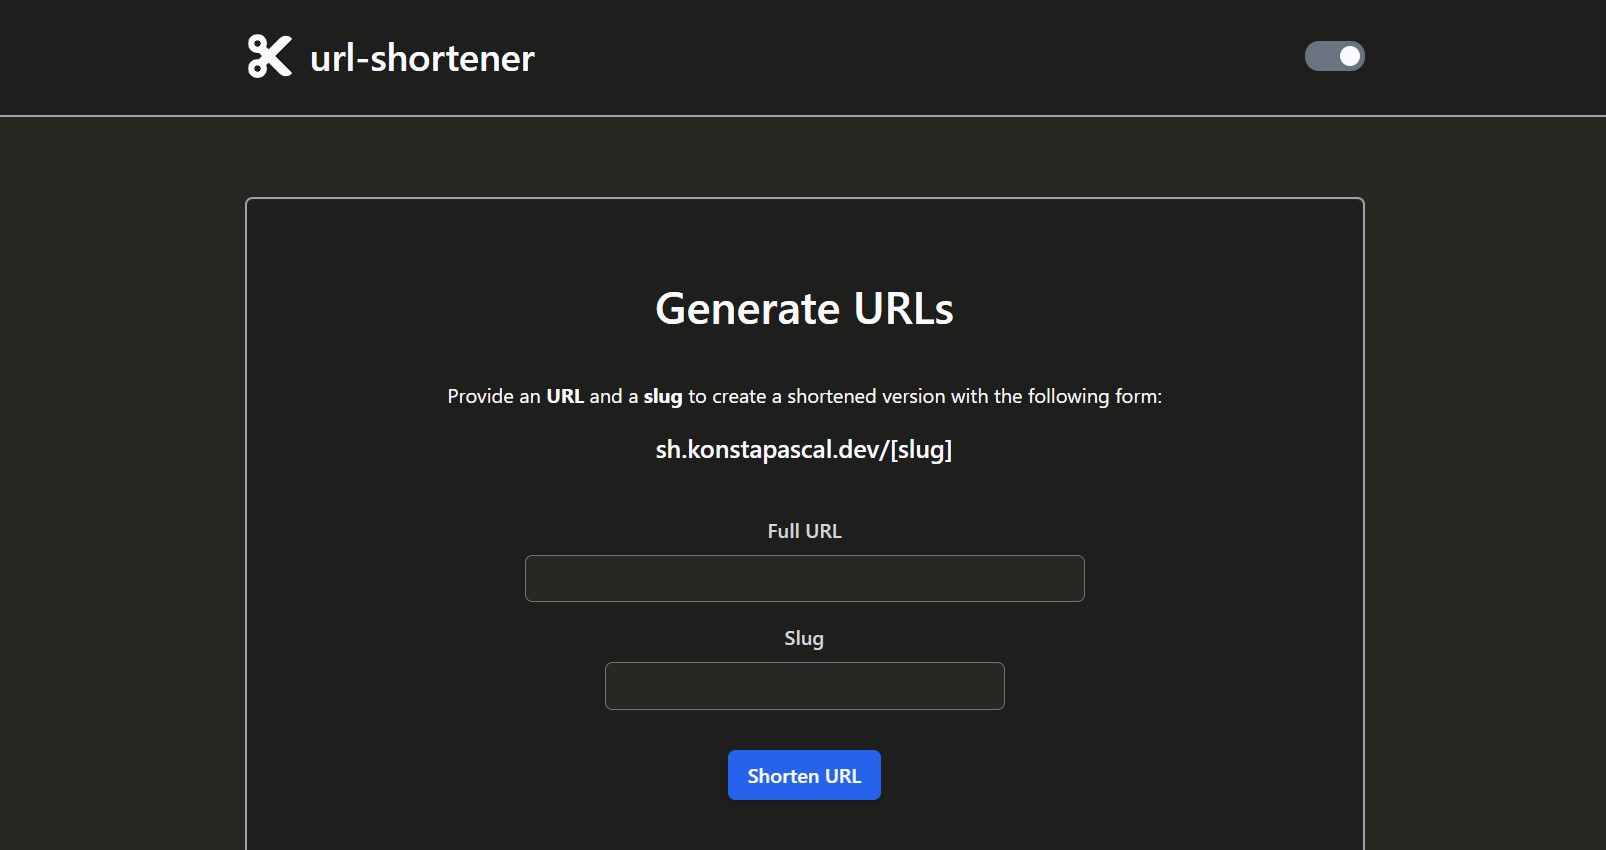 url-shortener
Generate URLs
Provide an URL and a slug to create a shortened version with the following form:
sh.konstapascal.dev/[slug]
Full URL
Slug
Shorten URL